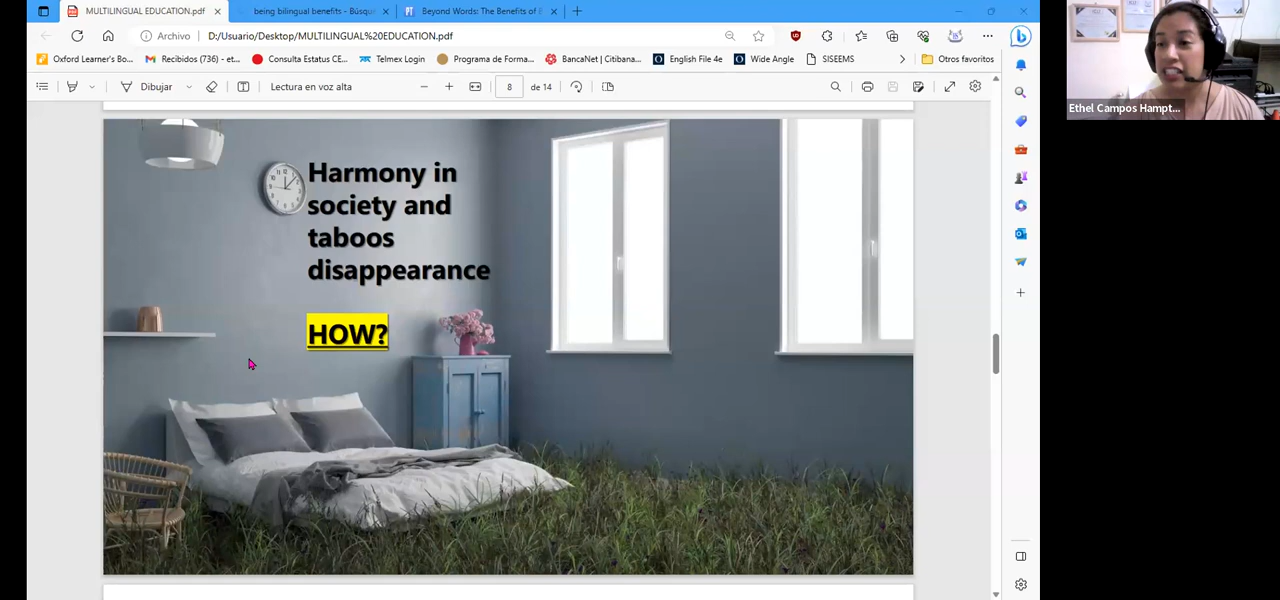 MULTILINGUAL EDUCATION.pdf
being bilingual benefits - Búsqu
Beyond Words: The Benefits of
Archivo
D:/Usuario/Desktop/MULTILINGUAL%20EDUCATION.pdf
Oxford Learner's Bo...
Recibidos (736) - et...
Consulta Estatus CE...
Telmex Login
Programa de Forma...
BancaNet | Citibana...
English File 4e
Wide Angle
SISEEMS
Otros favoritos
Dibujar
Lectura en voz alta
8
de 14
Harmony in
society and
taboos
disappearance
HOW?
Ethel Campos Hampt...